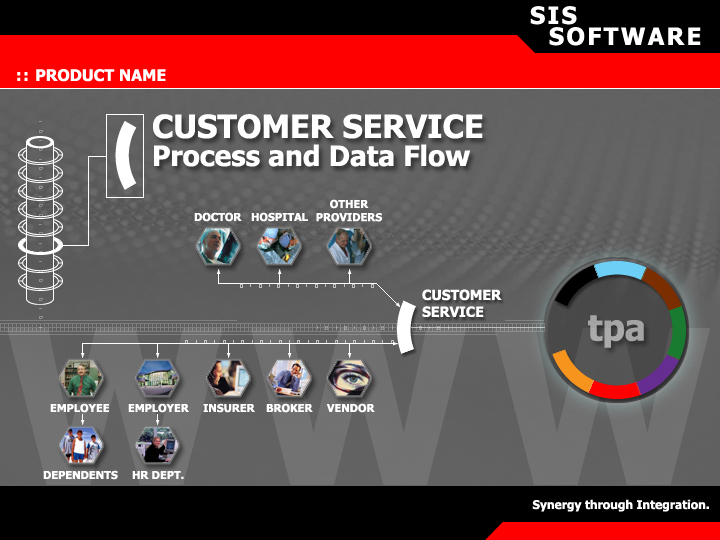 SIS
SOFTWARE
:: PRODUCT NAME
CUSTOMER SERVICE
Process and Data Flow
OTHER
DOCTOR HOSPITAL PROVIDERS
CUSTOMER
SERVICE
tpa
EMPLOYEE EMPLOYER INSURER BROKER VENDOR
DEPENDENTS HR DEPT.
WWW
Synergy through Integration.